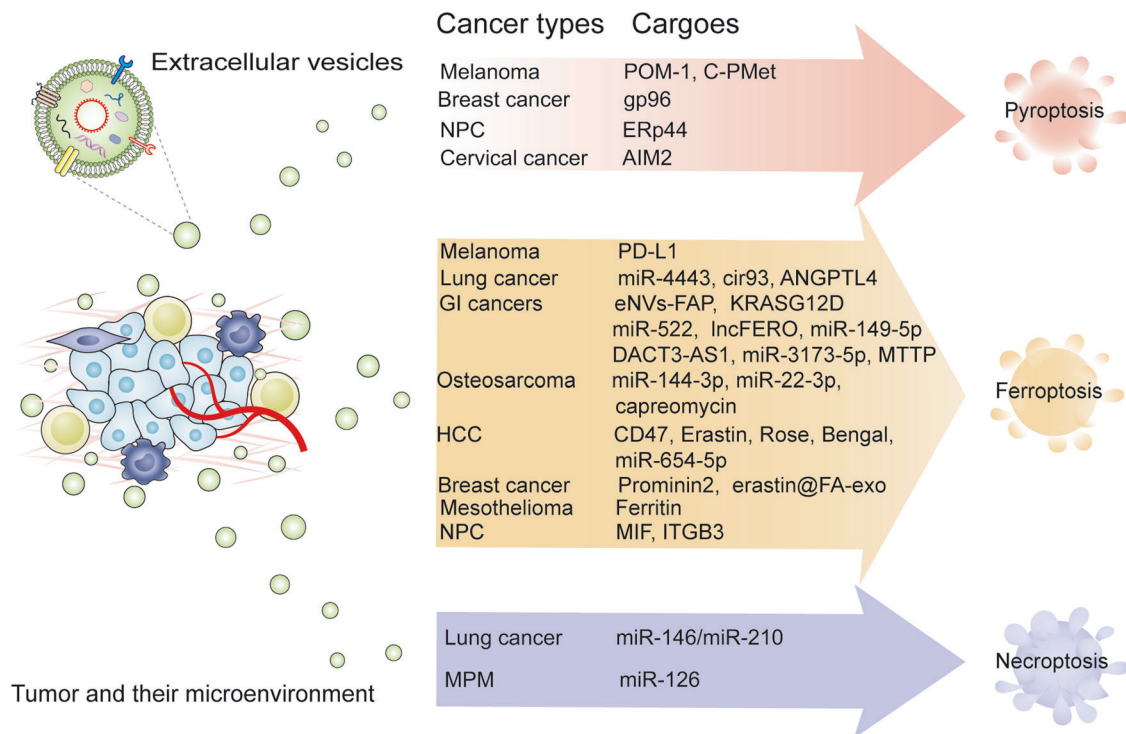 Extracellular vesicles
Cancer types Cargoes
Melanoma POM-1, C-PMet
Breast cancer gp96
NPC ERp44
Cervical cancer AIM2
Pyroptosis
Melanoma PD-L1
Lung cancer miR-4443, cir93, ANGPTL4
GI cancers eNVs-FAP, KRASG12D
miR-522, lncFERO, miR-149-5p
DACT3-AS1, miR-3173-5p, MTTP
Osteosarcoma miR-144-3p, miR-22-3p,
capreomycin
HCC CD47, Erastin, Rose, Bengal,
miR-654-5p
Breast cancer Prominin2, erastin@FA-exo
Mesothelioma Ferritin
NPC MIF, ITGB3
Ferroptosis
Lung cancer miR-146/miR-210
MPM miR-126
Necroptosis
Tumor and their microenvironment